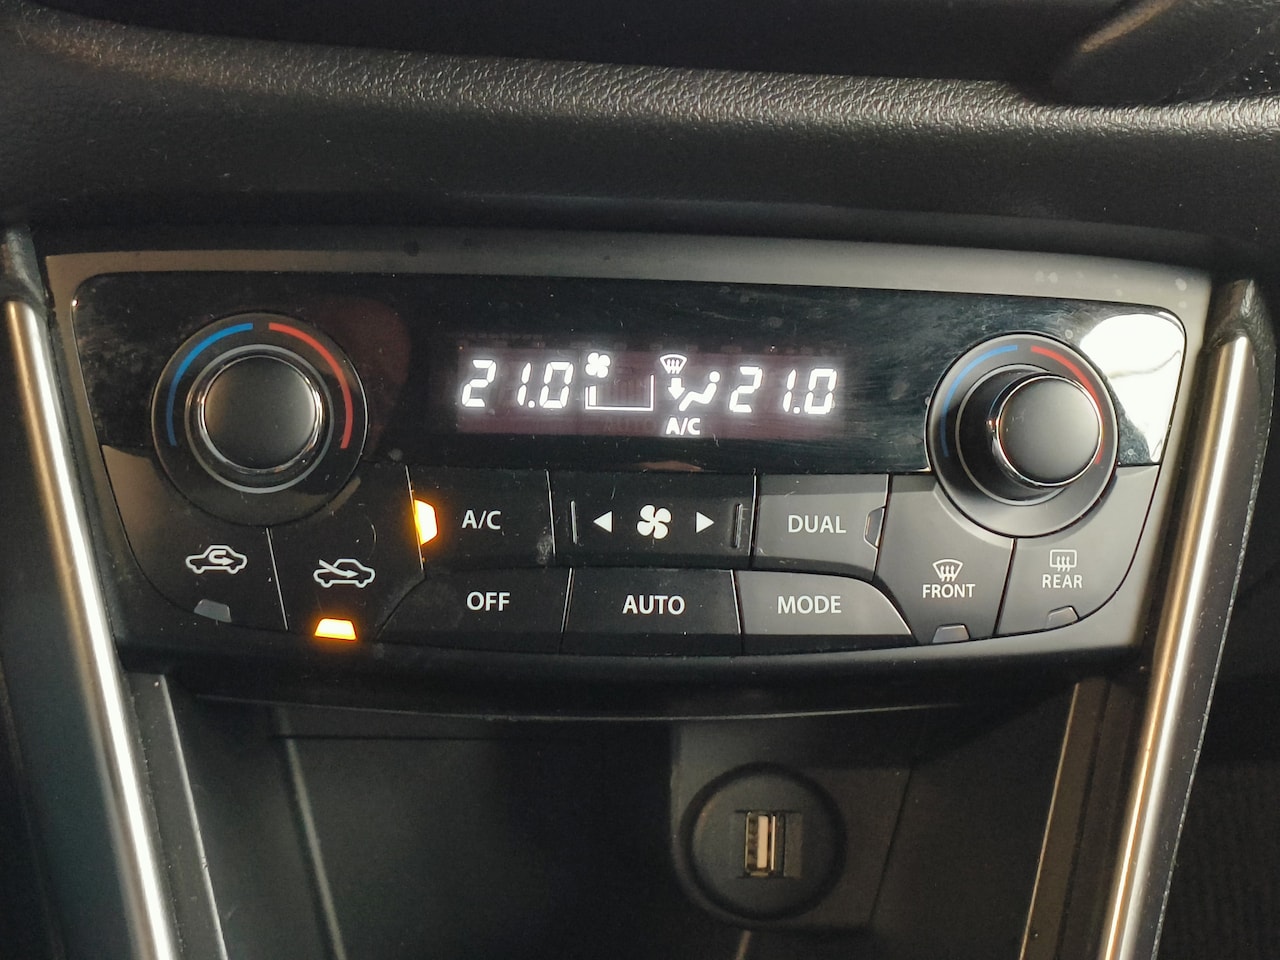 21.0 21.0
A/C
A/C DUAL
OFF AUTO MODE
FRONT REAR